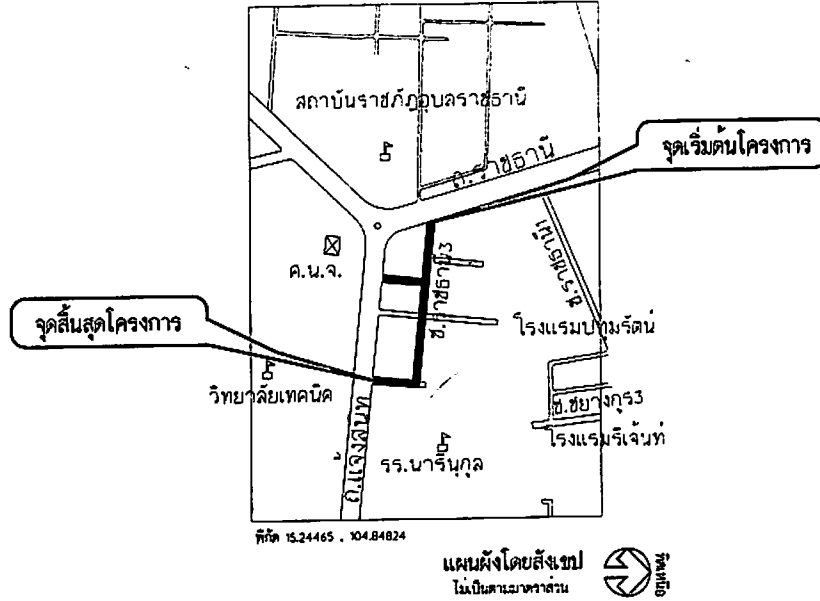 สถาบันราชภัฏอุบลราชธานี
ถ.ราชธานี
จุดเริ่มต้นโครงการ
ค.น.จ.
ซ.ราชธานี3
ซ.ราชธานี1
จุดสิ้นสุดโครงการ
โรงแรมปทุมรัตน์
วิทยาลัยเทคนิค
ซ.ชยางกูร3
โรงแรมรีเจ้นท์
ถ.แจ้งสนิท
รร.นารีนุกูล
พิกัด 15.24465 , 104.84824
แผนผังโดยสังเขป
ไม่เป็นตามมาตราส่วน
ทิศเหนือ